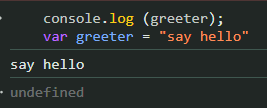 console.log (greeter);
var greeter = "say hello"
say hello
undefined